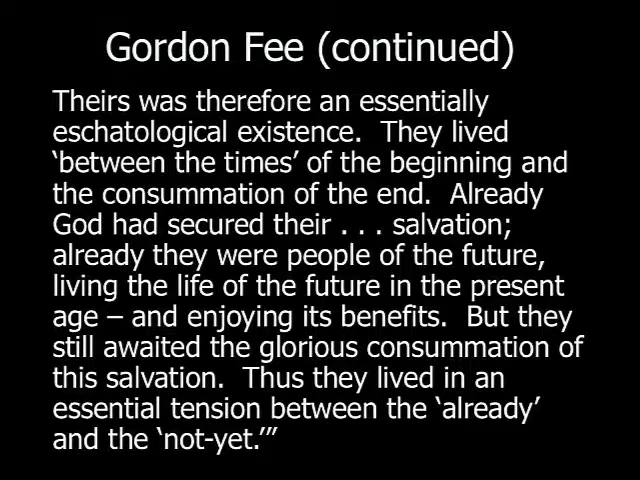 Gordon Fee (continued)
Theirs was therefore an essentially
eschatological existence.  They lived
‘between the times’ of the beginning and
the consummation of the end.  Already
God had secured their . . . salvation;
already they were people of the future,
living the life of the future in the present
age – and enjoying its benefits.  But they
still awaited the glorious consummation of
this salvation.  Thus they lived in an
essential tension between the ‘already’
and the ‘not-yet.’”